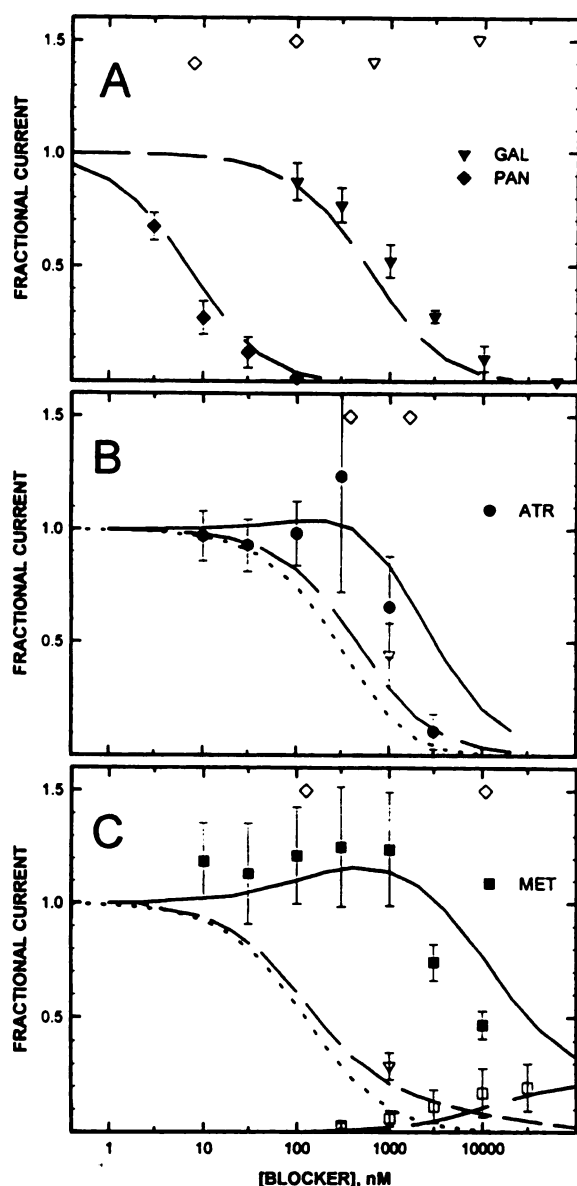 A
1.5
1.0
0.5
FRACTIONAL CURRENT
GAL
PAN
B
1.5
1.0
0.5
FRACTIONAL CURRENT
ATR
C
1.5
1.0
0.5
FRACTIONAL CURRENT
MET
1 10 100 1000 10000
[BLOCKER], nM